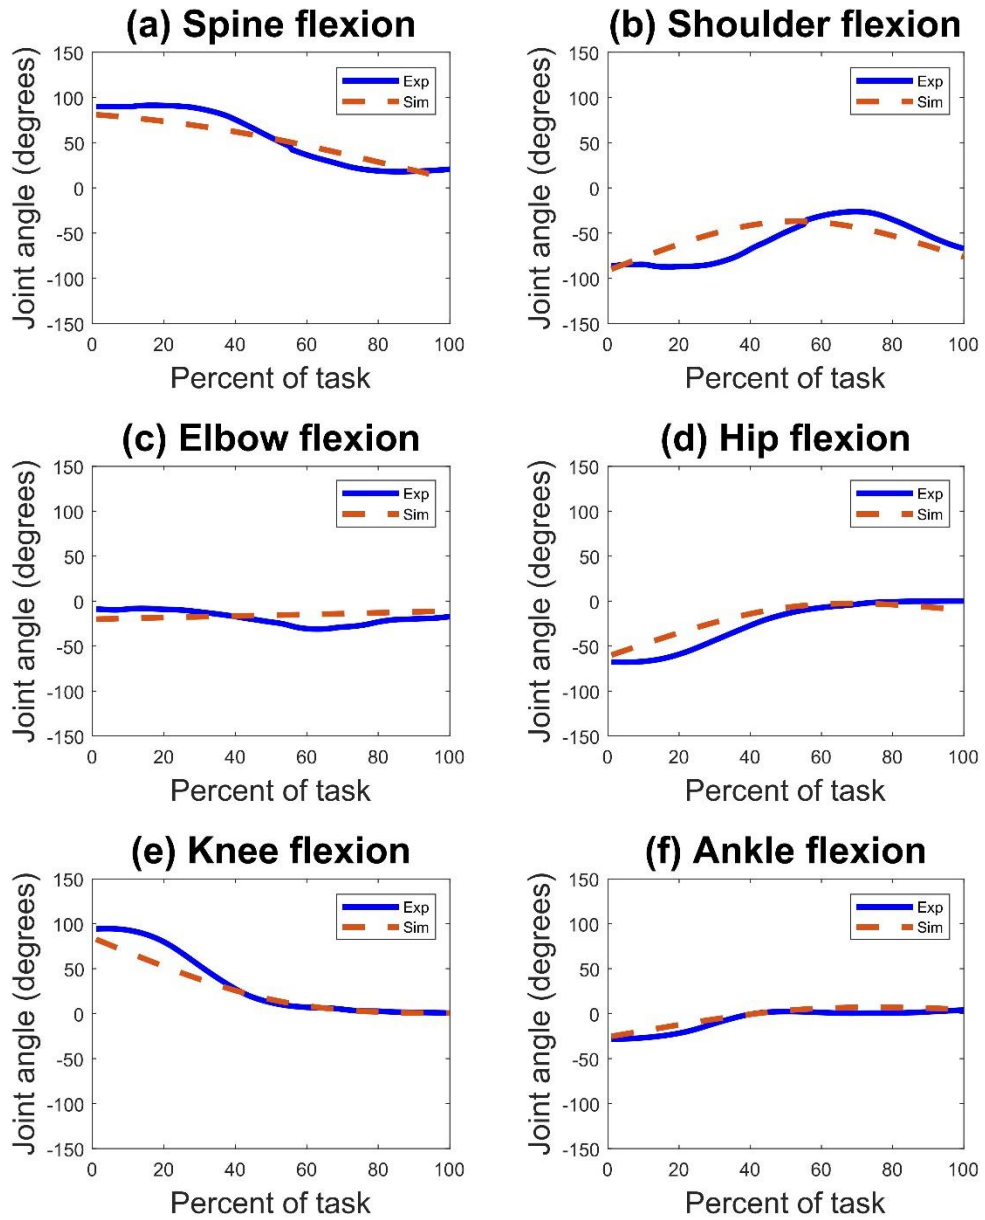 (a) Spine flexion
150
100
50
0
-50
-100
-150
Joint angle (degrees)
Exp
Sim
0 20 40 60 80 100
Percent of task
(b) Shoulder flexion
150
100
50
0
-50
-100
-150
Joint angle (degrees)
Exp
Sim
0 20 40 60 80 100
Percent of task
(c) Elbow flexion
150
100
50
0
-50
-100
-150
Joint angle (degrees)
Exp
Sim
0 20 40 60 80 100
Percent of task
(d) Hip flexion
150
100
50
0
-50
-100
-150
Joint angle (degrees)
Exp
Sim
0 20 40 60 80 100
Percent of task
(e) Knee flexion
150
100
50
0
-50
-100
-150
Joint angle (degrees)
Exp
Sim
0 20 40 60 80 100
Percent of task
(f) Ankle flexion
150
100
50
0
-50
-100
-150
Joint angle (degrees)
Exp
Sim
0 20 40 60 80 100
Percent of task